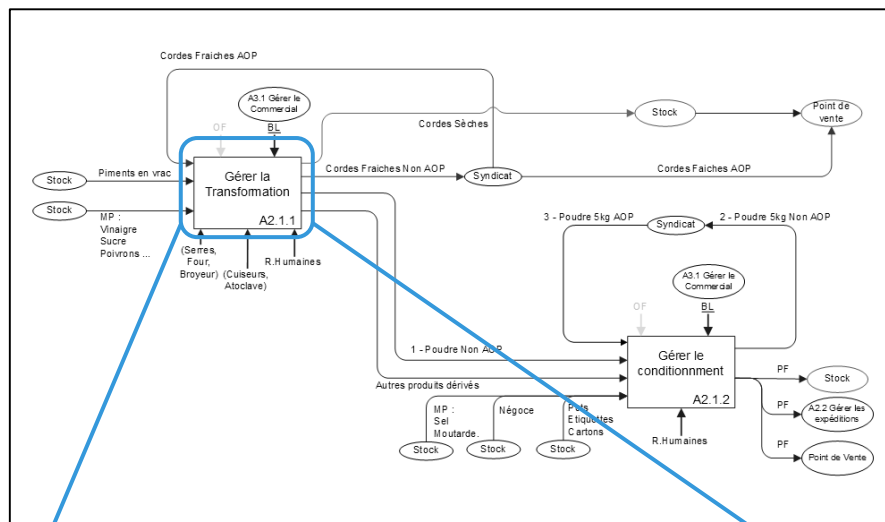 Cordes Fraiches AOP
A3.1 Gérer le
Commercial
OF
BL
Cordes Sèches
Stock
Point de
vente
Stock
Piments en vrac
Gérer la
Transformation
A2.1.1
Cordes Fraiches Non AOP
Syndicat
Cordes Faiches AOP
Stock
MP :
Vinaigre
Sucre
Poivrons ...
(Serres,
Four,
Broyeur)
(Cuiseurs,
Atoclave)
R.Humaines
3 - Poudre 5kg AOP
Syndicat
2 - Poudre 5kg Non AOP
A3.1 Gérer le
Commercial
OF
BL
1 - Poudre Non AOP
Autres produits dérivés
Gérer le
conditionnment
A2.1.2
PF
Stock
PF
A2.2 Gérer les
expéditions
PF
Point de Vente
MP :
Sel
Moutarde.
Négoce
Pots
Etiquettes
Cartons
R.Humaines
Stock
Stock
Stock